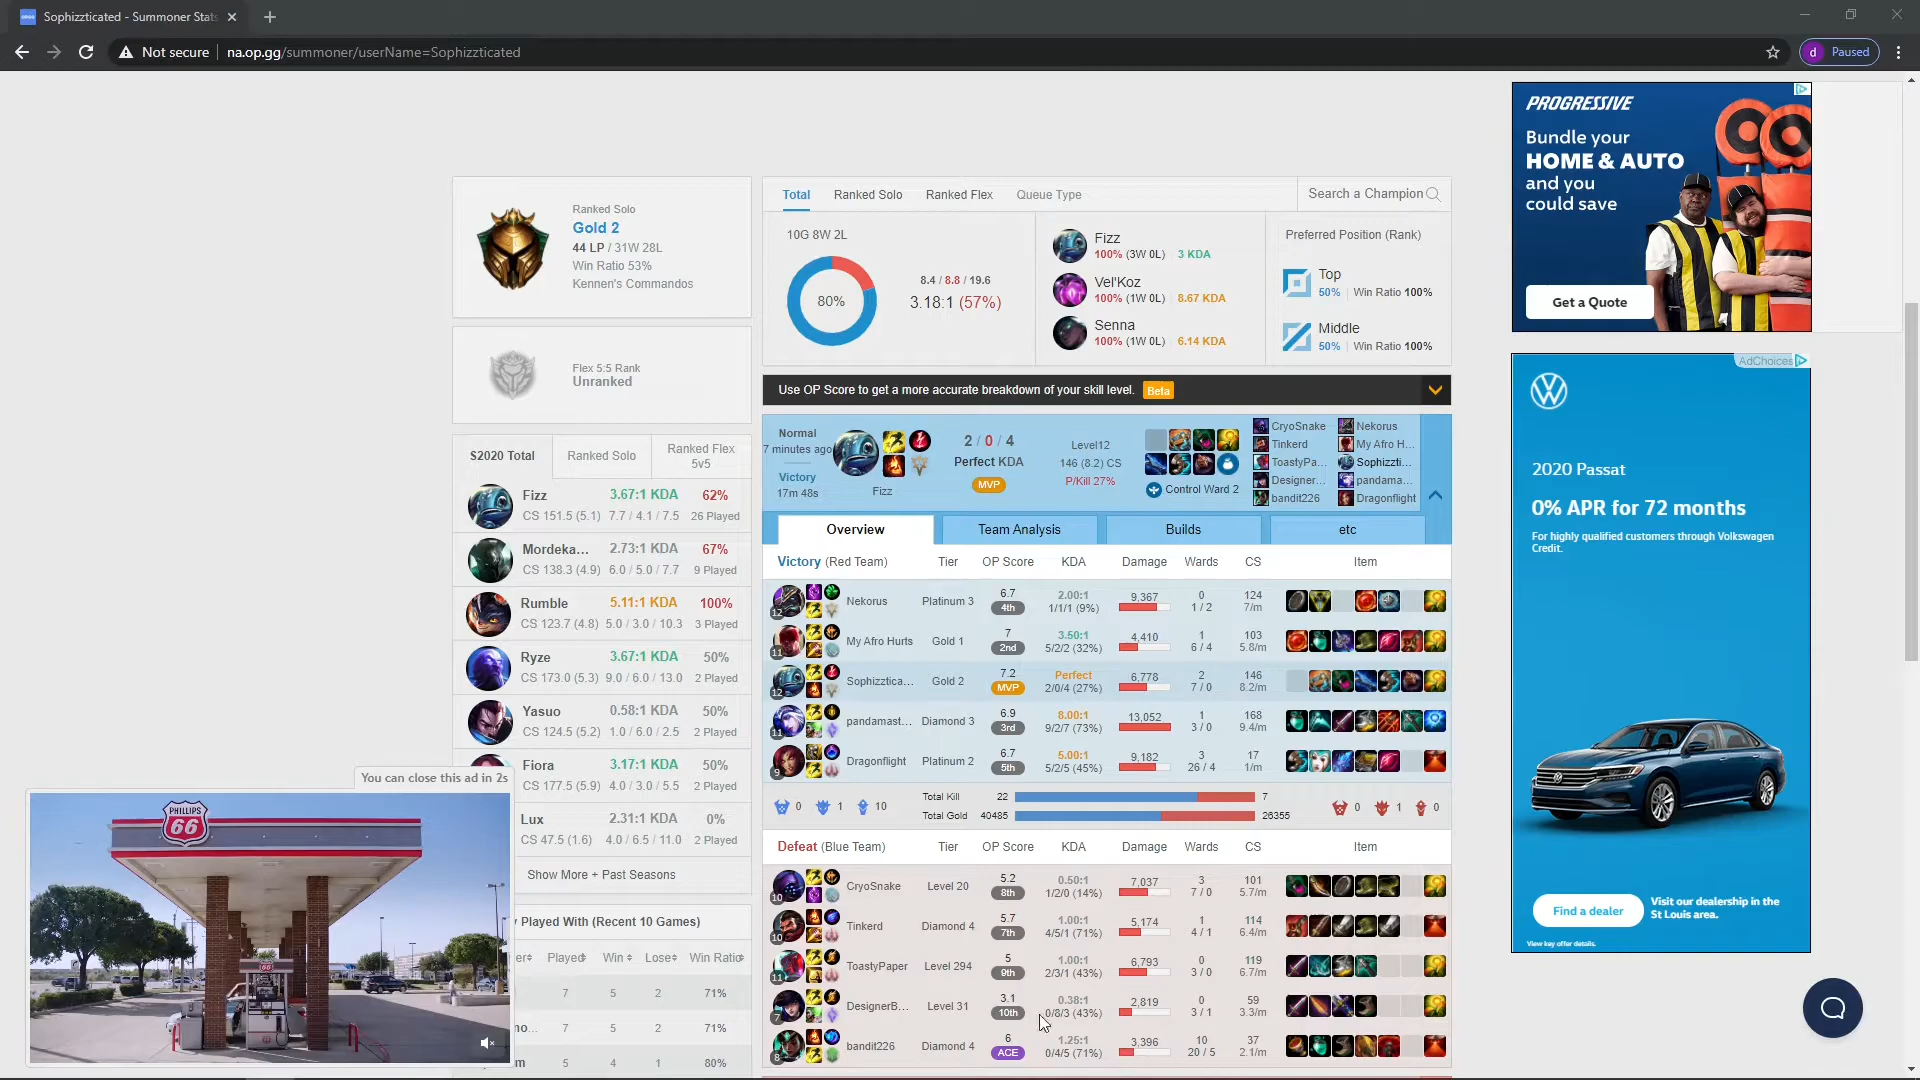 Sophizzticated - Summoner Stats
Not secure
na.op.gg/summoner/userName=Sophizzticated
d Paused
Ranked Solo
Gold 2
44 LP / 31W 28L
Win Ratio 53%
Kennen's Commandos
Flex 5:5 Rank
Unranked
S2020 Total
Ranked Solo
Ranked Flex
5v5
Fizz 3.67:1 KDA 62%
CS 151.5 (5.1) 7.7 / 4.1 / 7.5 26 Played
Mordeka... 2.73:1 KDA 67%
CS 138.3 (4.9) 6.0 / 5.0 / 7.7 9 Played
Rumble 5.11:1 KDA 100%
CS 123.7 (4.8) 5.0 / 3.0 / 10.3 3 Played
Ryze 3.67:1 KDA 50%
CS 173.0 (5.3) 9.0 / 6.0 / 13.0 2 Played
Yasuo 0.58:1 KDA 50%
CS 124.5 (5.2) 1.0 / 6.0 / 2.5 2 Played
Fiora 3.17:1 KDA 50%
CS 177.5 (5.9) 4.0 / 3.0 / 5.5 2 Played
Lux 2.31:1 KDA 0%
CS 47.5 (1.6) 4.0 / 6.5 / 11.0 2 Played
Show More + Past Seasons
You can close this ad in 2s
PHILLIPS
66
Played With (Recent 10 Games)
Played Win Lose Win Ratio
7 5 2 71%
7 5 2 71%
5 4 1 80%
Total Ranked Solo Ranked Flex Queue Type
Search a Champion
10G 8W 2L
80%
8.4 / 8.8 / 19.6
3.18:1 (57%)
Fizz
100% (3W 0L) 3 KDA
Vel'Koz
100% (1W 0L) 8.67 KDA
Senna
100% (1W 0L) 6.14 KDA
Preferred Position (Rank)
Top
50% Win Ratio 100%
Middle
50% Win Ratio 100%
Use OP Score to get a more accurate breakdown of your skill level. Beta
Normal
7 minutes ago
Victory
17m 48s
Fizz
2 / 0 / 4
Perfect KDA
MVP
Level12
146 (8.2) CS
P/Kill 27%
Control Ward 2
CryoSnake Nekorus
Tinkerd My Afro H...
ToastyPa... Sophizzti...
Designer... pandama...
bandit226 Dragonflight
Overview Team Analysis Builds etc
Victory (Red Team) Tier OP Score KDA Damage Wards CS Item
12 Nekorus Platinum 3 6.7 4th 2.00:1 1/1/1 (9%) 9,367 0 1 / 2 124 7/m
11 My Afro Hurts Gold 1 7 2nd 3.50:1 5/2/2 (32%) 4,410 1 6 / 4 103 5.8/m
12 Sophizztica... Gold 2 7.2 MVP Perfect 2/0/4 (27%) 6,778 2 7 / 0 146 8.2/m
11 pandamast... Diamond 3 6.9 3rd 8.00:1 9/2/7 (73%) 13,052 1 3 / 0 168 9.4/m
9 Dragonflight Platinum 2 6.7 5th 5.00:1 5/2/5 (45%) 9,182 3 26 / 4 17 1/m
0 1 10
Total Kill 22 7
Total Gold 40485 26355
0 1 0
Defeat (Blue Team) Tier OP Score KDA Damage Wards CS Item
10 CryoSnake Level 20 5.2 8th 0.50:1 1/2/0 (14%) 7,037 3 7 / 0 101 5.7/m
10 Tinkerd Diamond 4 5.7 7th 1.00:1 4/5/1 (71%) 5,174 1 4 / 1 114 6.4/m
11 ToastyPaper Level 294 5 9th 1.00:1 2/3/1 (43%) 6,793 0 3 / 0 119 6.7/m
7 DesignerB... Level 31 3.1 10th 0.38:1 0/8/3 (43%) 2,819 0 3 / 1 59 3.3/m
8 bandit226 Diamond 4 6 ACE 1.25:1 0/4/5 (71%) 3,396 10 20 / 5 37 2.1/m
PROGRESSIVE
Bundle your
HOME & AUTO
and you
could save
Get a Quote
AdChoices
2020 Passat
0% APR for 72 months
For highly qualified customers through Volkswagen
Credit.
Find a dealer
Visit our dealership in the
St Louis area.
View key offer details.